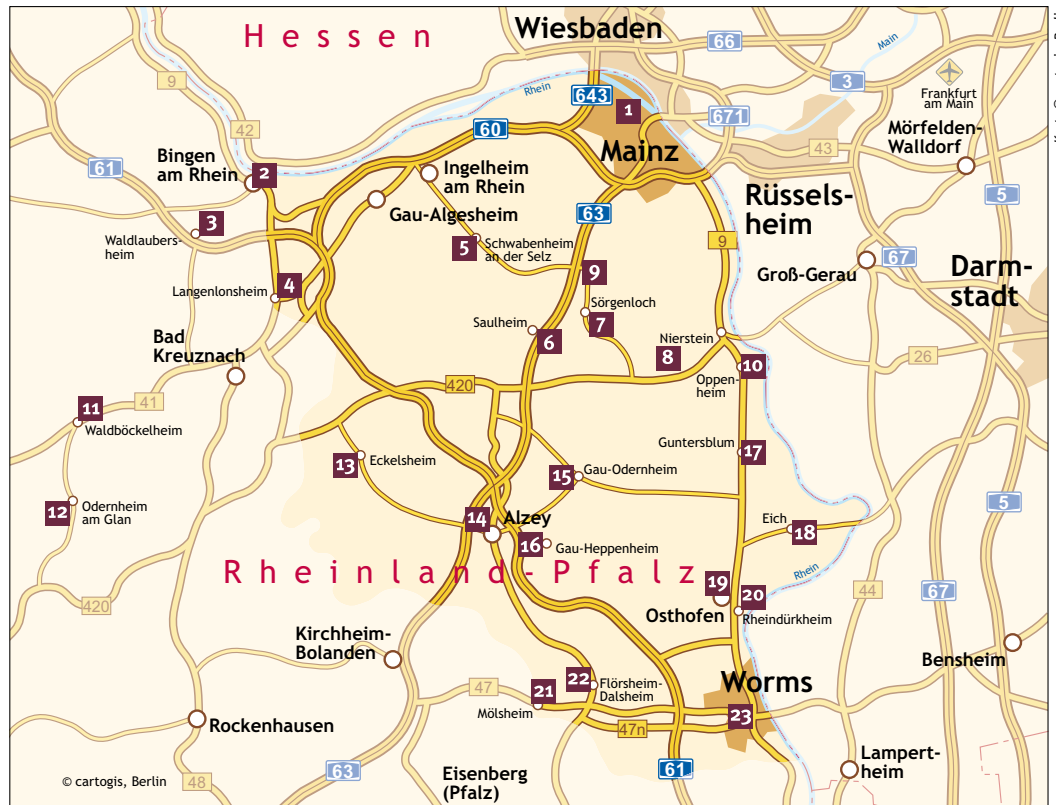 Hessen
Wiesbaden
66
Main
3
Frankfurt
am Main
9
Rhein
643
1
671
60
42
Mainz
43
Mörfelden-
Walldorf
61
Bingen
am Rhein
2
Ingelheim
am Rhein
5
3
Waldlaubers-
heim
Gau-Algesheim
63
Rüssels-
heim
5
Schwabenheim
an der Selz
9
9
67
Groß-Gerau
Darm-
stadt
4
Langenlonsheim
Sörgenloch
7
Saulheim
6
Nierstein
8
Bad
Kreuznach
26
10
Oppen-
heim
420
11
41
Waldböckelheim
Guntersblum
17
13
Eckelsheim
15
Gau-Odernheim
12
Odernheim
am Glan
5
14
Alzey
Eich
18
16
Gau-Heppenheim
Rheinland-Pfalz
Rhein
19
20
Osthofen
Rheindürkheim
44
67
420
Kirchheim-
Bolanden
Bensheim
22
Flörsheim-
Dalsheim
Worms
47
21
Mölsheim
23
Rockenhausen
47n
Lampert-
heim
63
61
48
Eisenberg
(Pfalz)
© cartogis, Berlin